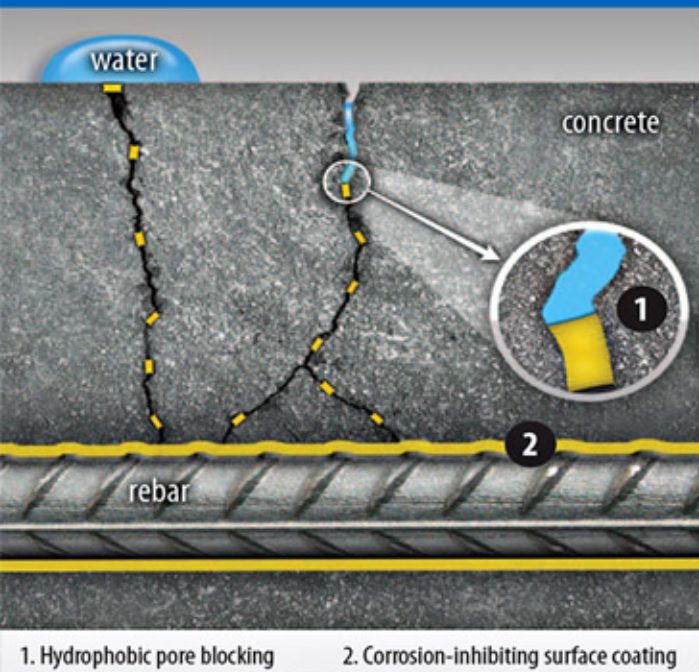 water
concrete
1
2
rebar
1. Hydrophobic pore blocking
2. Corrosion-inhibiting surface coating